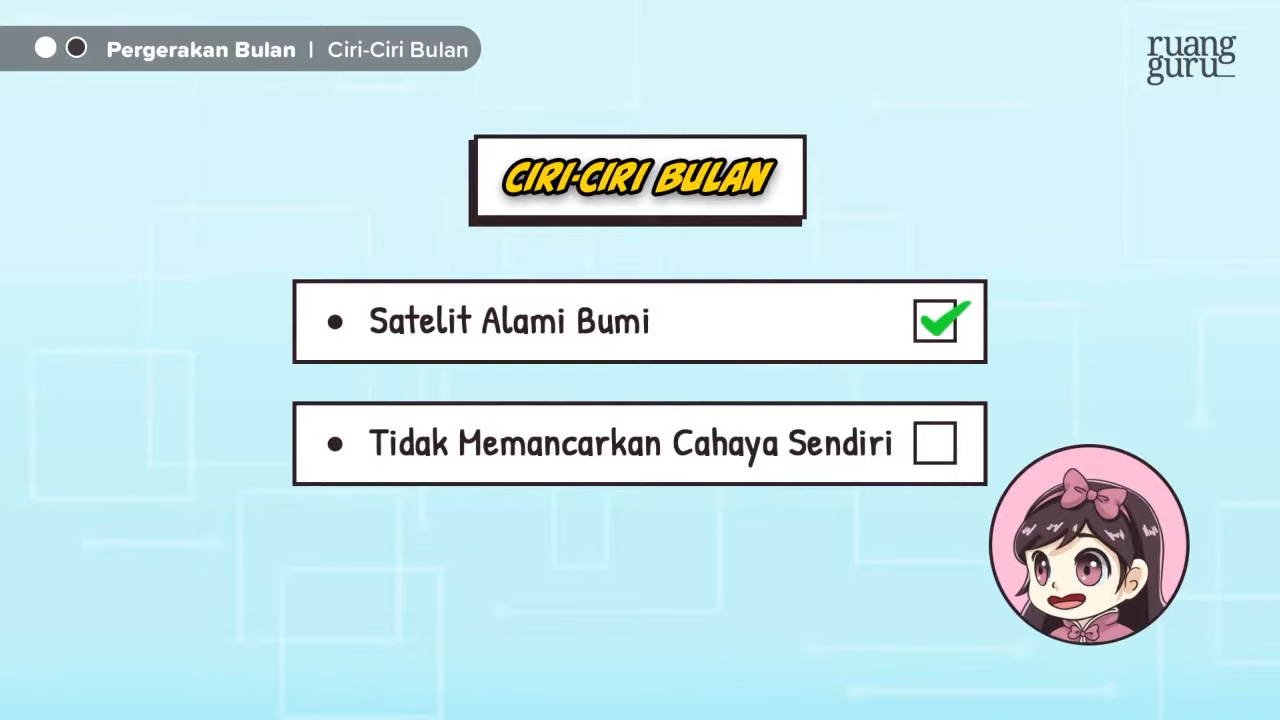 Pergerakan Bulan | Ciri-Ciri Bulan
ruang
guru
CIRI-CIRI BULAN
• Satelit Alami Bumi
• Tidak Memancarkan Cahaya Sendiri